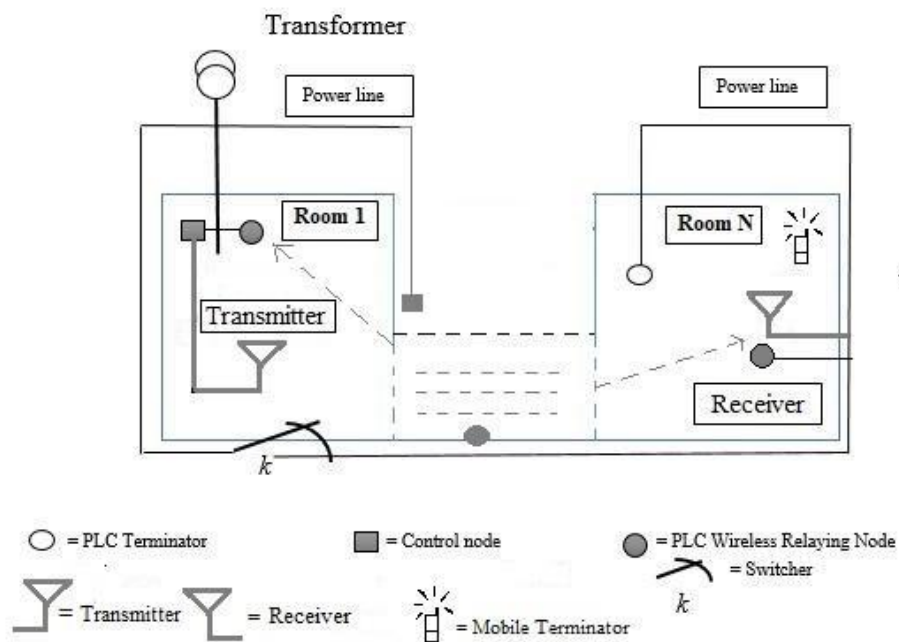 Transformer
Power line
Power line
Room 1
Room N
Transmitter
Receiver
k
= PLC Terminator
= Control node
= PLC Wireless Relaying Node
= Switcher
k
= Transmitter
= Receiver
= Mobile Terminator